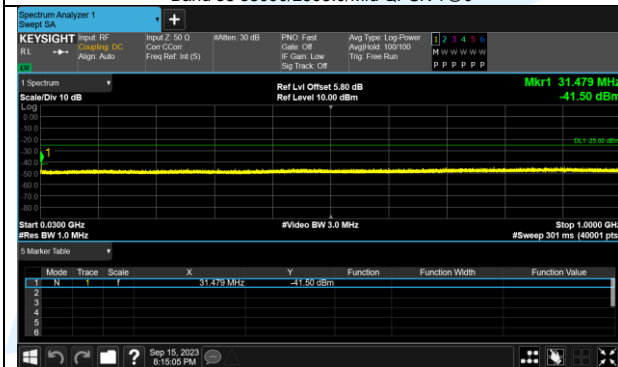 Spectrum Analyzer 1
Swept SA
+
KEYSIGHT Input: RF
RL
Coupling: DC
Align: Auto
Input Z: 50 Ω
Corr CCorr
Freq Ref: Int (S)
#Atten: 30 dB
PNO: Fast
Gate: Off
IF Gain: Low
Sig Track: Off
Avg Type: Log-Power
Avg|Hold: 100/100
Trig: Free Run
1 2 3 4 5 6
M W W W W W
P P P P P P
1 Spectrum
Scale/Div 10 dB
Log
Ref Lvl Offset 5.80 dB
Ref Level 10.00 dBm
Mkr1 31.479 MHz
-41.50 dBm
0.00
-10.0
-20.0
-30.0
-40.0
-50.0
-60.0
-70.0
-80.0
1
DL1 -25.00 dBm
Start 0.0300 GHz
#Res BW 1.0 MHz
#Video BW 3.0 MHz
Stop 1.0000 GHz
#Sweep 301 ms (40001 pts)
5 Marker Table
Mode Trace Scale X Y Function Function Width Function Value
1 N 1 f 31.479 MHz -41.50 dBm
2
3
4
5
6
?
Sep 15, 2023
8:15:05 PM